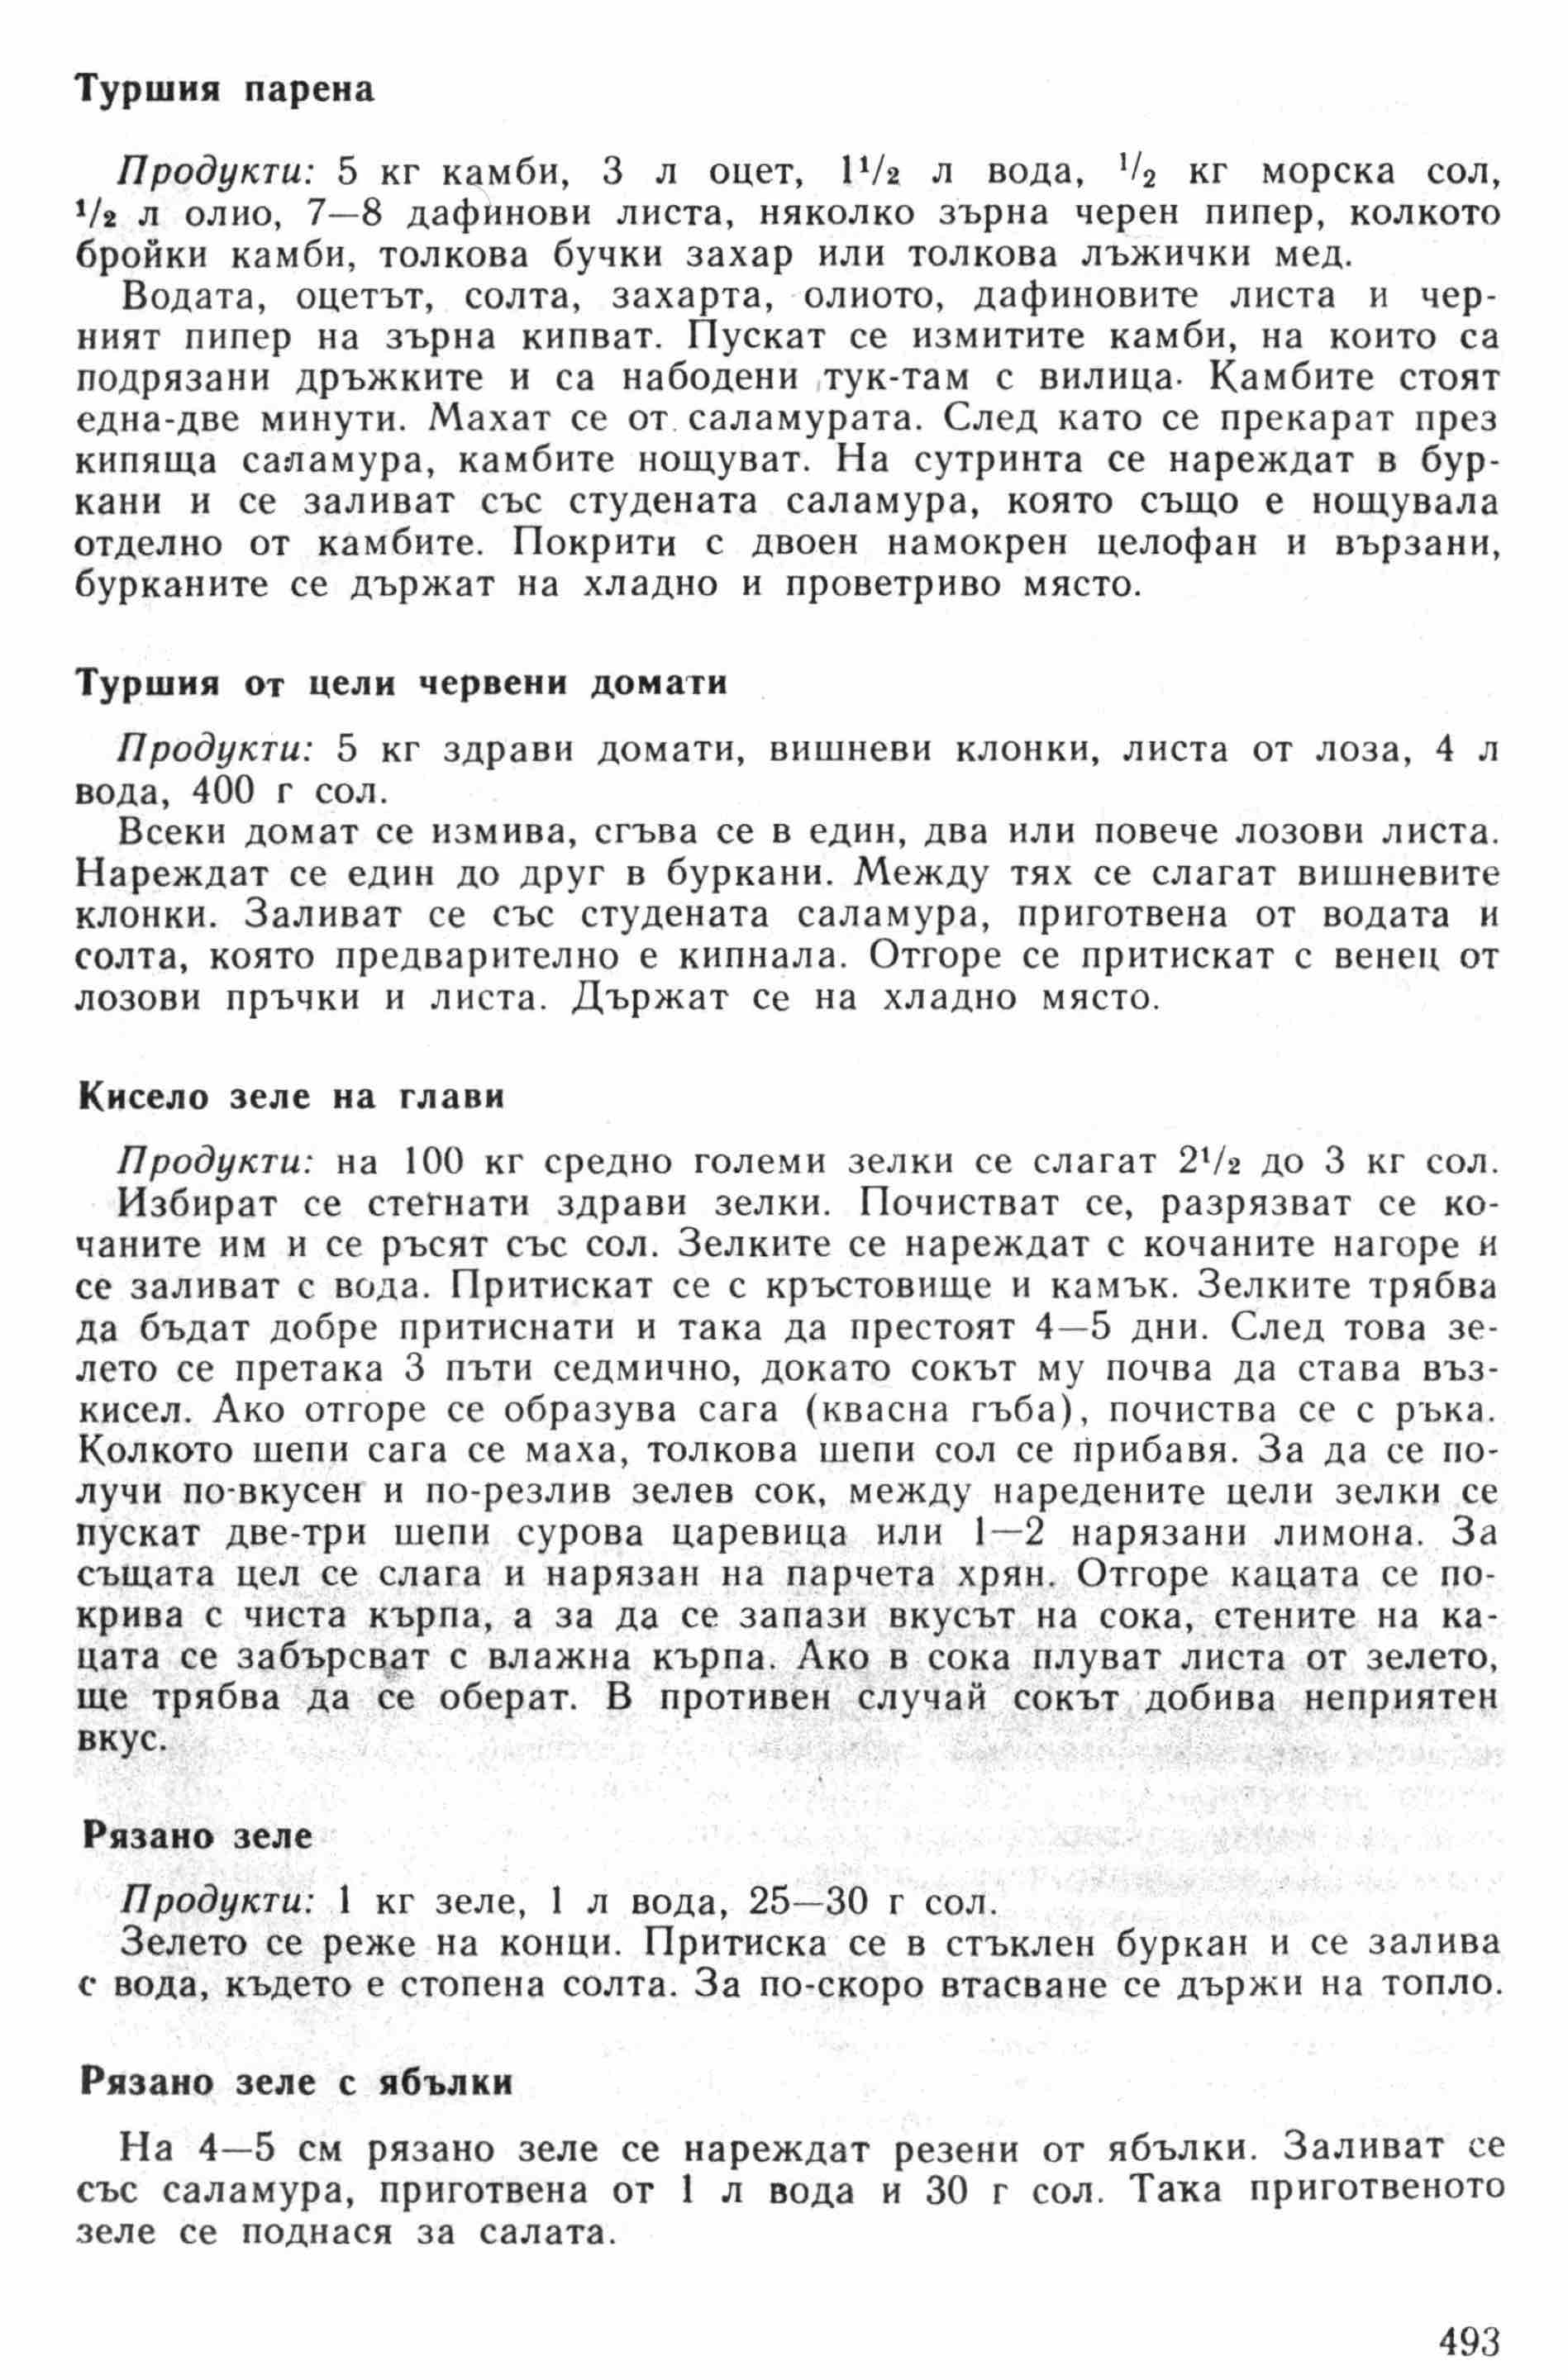 Туршия парена
Продукти: 5 кг камби, 3 л оцет, 1¹/₂ л вода, ¹/₂ кг морска сол,
¹/₂ л олио, 7—8 дафинови листа, няколко зърна черен пипер, колкото
бройки камби, толкова бучки захар или толкова лъжички мед.
Водата, оцетът, солта, захарта, олиото, дафиновите листа и чер-
ният пипер на зърна кипват. Пускат се измитите камби, на които са
подрязани дръжките и са набодени тук-там с вилица. Камбите стоят
една-две минути. Махат се от саламурата. След като се прекарат през
кипяща саламура, камбите нощуват. На сутринта се нареждат в бур-
кани и се заливат със студената саламура, която също е нощувала
отделно от камбите. Покрити с двоен намокрен целофан и вързани,
бурканите се държат на хладно и проветриво място.
Туршия от цели червени домати
Продукти: 5 кг здрави домати, вишневи клонки, листа от лоза, 4 л
вода, 400 г сол.
Всеки домат се измива, сгъва се в един, два или повече лозови листа.
Нареждат се един до друг в буркани. Между тях се слагат вишневите
клонки. Заливат се със студената саламура, приготвена от водата и
солта, която предварително е кипнала. Отгоре се притискат с венец от
лозови пръчки и листа. Държат се на хладно място.
Кисело зеле на глави
Продукти: на 100 кг средно големи зелки се слагат 2¹/₂ до 3 кг сол.
Избират се стегнати здрави зелки. Почистват се, разрязват се ко-
чаните им и се ръсят със сол. Зелките се нареждат с кочаните нагоре и
се заливат с вода. Притискат се с кръстовище и камък. Зелките трябва
да бъдат добре притиснати и така да престоят 4—5 дни. След това зе-
лето се претака 3 пъти седмично, докато сокът му почва да става въз-
кисел. Ако отгоре се образува сага (квасна гъба), почиства се с ръка.
Колкото шепи сага се маха, толкова шепи сол се прибавя. За да се по-
лучи по-вкусен и по-резлив зелев сок, между наредените цели зелки се
пускат две-три шепи сурова царевица или 1—2 нарязани лимона. За
същата цел се слага и нарязан на парчета хрян. Отгоре кацата се по-
крива с чиста кърпа, а за да се запази вкусът на сока, стените на ка-
цата се забърсват с влажна кърпа. Ако в сока плуват листа от зелето,
ще трябва да се оберат. В противен случай сокът добива неприятен
вкус.
Рязано зеле
Продукти: 1 кг зеле, 1 л вода, 25—30 г сол.
Зелето се реже на конци. Притиска се в стъклен буркан и се залива
с вода, където е стопена солта. За по-скоро втасване се държи на топло.
Рязано зеле с ябълки
На 4—5 см рязано зеле се нареждат резени от ябълки. Заливат се
със саламура, приготвена от 1 л вода и 30 г сол. Така приготвеното
зеле се поднася за салата.
493